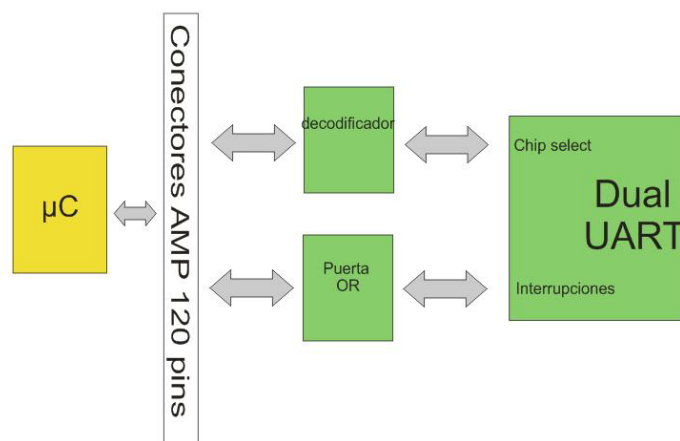 µC
Conectores AMP 120 pins
decodificador
Puerta
OR
Chip select
Dual
UART
Interrupciones